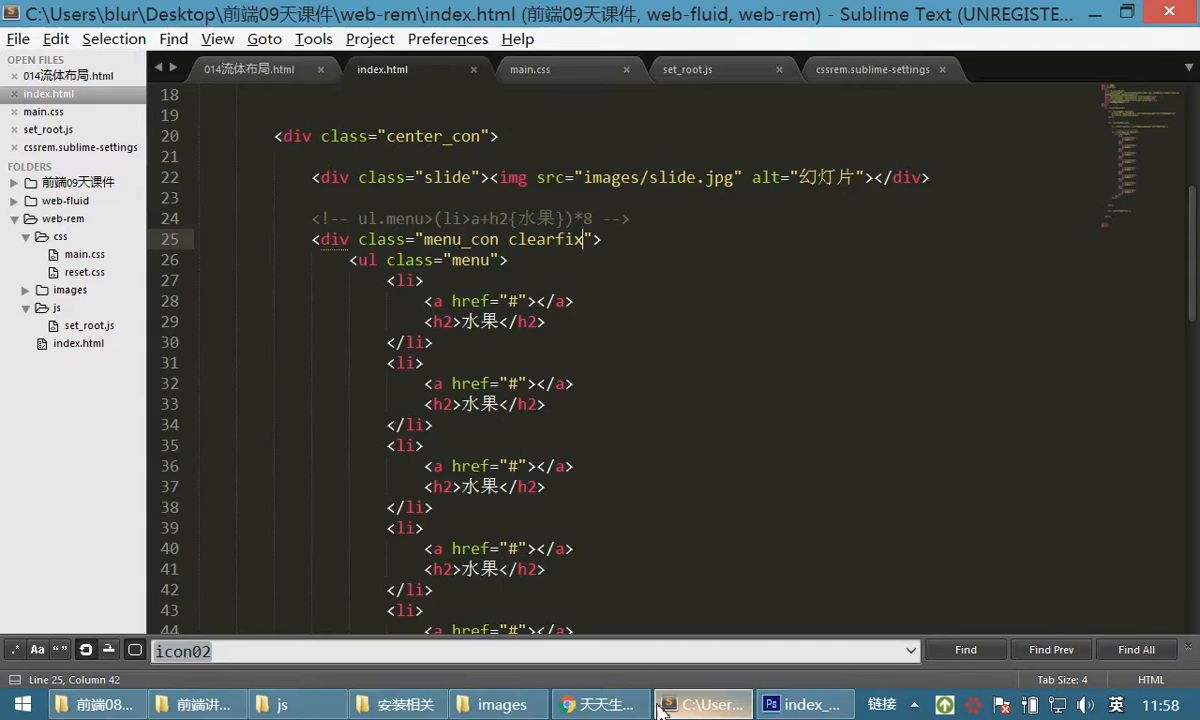 C:\Users\blur\Desktop\前端09天课件\web-rem\index.html (前端09天课件, web-fluid, web-rem) - Sublime Text (UNREGISTE...
File Edit Selection Find View Goto Tools Project Preferences Help
OPEN FILES
014流体布局.html
index.html
main.css
set_root.js
cssrem.sublime-settings
FOLDERS
前端09天课件
web-fluid
web-rem
css
main.css
reset.css
images
js
set_root.js
index.html
014流体布局.html × index.html × main.css × set_root.js × cssrem.sublime-settings ×
18
19
20 <div class="center_con">
21
22 <div class="slide"><img src="images/slide.jpg" alt="幻灯片"></div>
23
24 <!-- ul.menu>(li>a+h2{水果})*8 -->
25 <div class="menu_con clearfix">
26 <ul class="menu">
27 <li>
28 <a href="#"></a>
29 <h2>水果</h2>
30 </li>
31 <li>
32 <a href="#"></a>
33 <h2>水果</h2>
34 </li>
35 <li>
36 <a href="#"></a>
37 <h2>水果</h2>
38 </li>
39 <li>
40 <a href="#"></a>
41 <h2>水果</h2>
42 </li>
43 <li>
44 <a href="#"></a>
.* Aa “” icon02 Find Find Prev Find All
Line 25, Column 42 Tab Size: 4 HTML
前端08... 前端讲... js 安装相关 images 天天生... C:\User... Ps index_... 链接 英 11:58